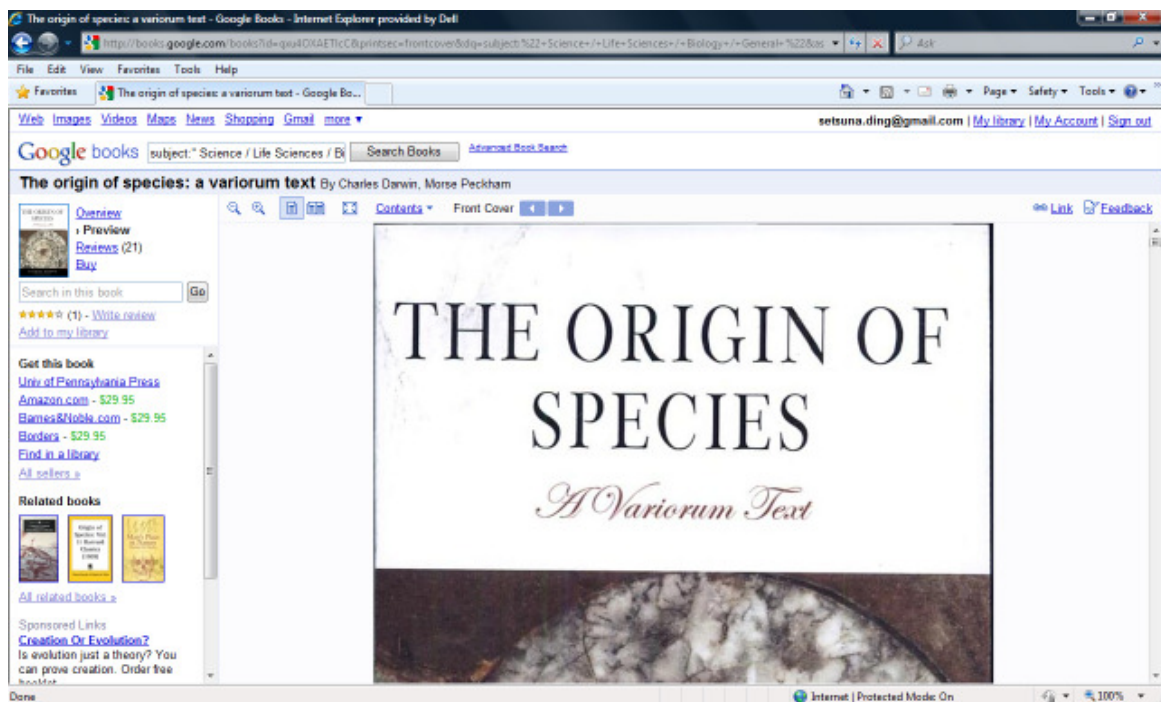 The origin of species: a variorum text - Google Books - Internet Explorer provided by Dell
Ask
File Edit View Favorites Tools Help
Favorites The origin of species: a variorum text - Google Bo... Page Safety Tools
Web Images Videos Maps News Shopping Gmail more ▼ setsuna.ding@gmail.com | My library | My Account | Sign out
Google books subject:" Science / Life Sciences / Bi Search Books Advanced Book Search
The origin of species: a variorum text By Charles Darwin, Morse Peckham
Overview
› Preview
Reviews (21)
Buy
Contents Front Cover Link Feedback
Search in this book Go
(1) - Write review
Add to my library
Get this book
Univ of Pennsylvania Press
Amazon.com - $29.95
Barnes&Noble.com - $29.95
Borders - $29.95
Find in a library
All sellers »
Related books
All related books »
Sponsored Links
Creation Or Evolution?
Is evolution just a theory? You
can prove creation. Order free
THE ORIGIN OF
SPECIES
A Variorum Text
Done Internet | Protected Mode: On 100%